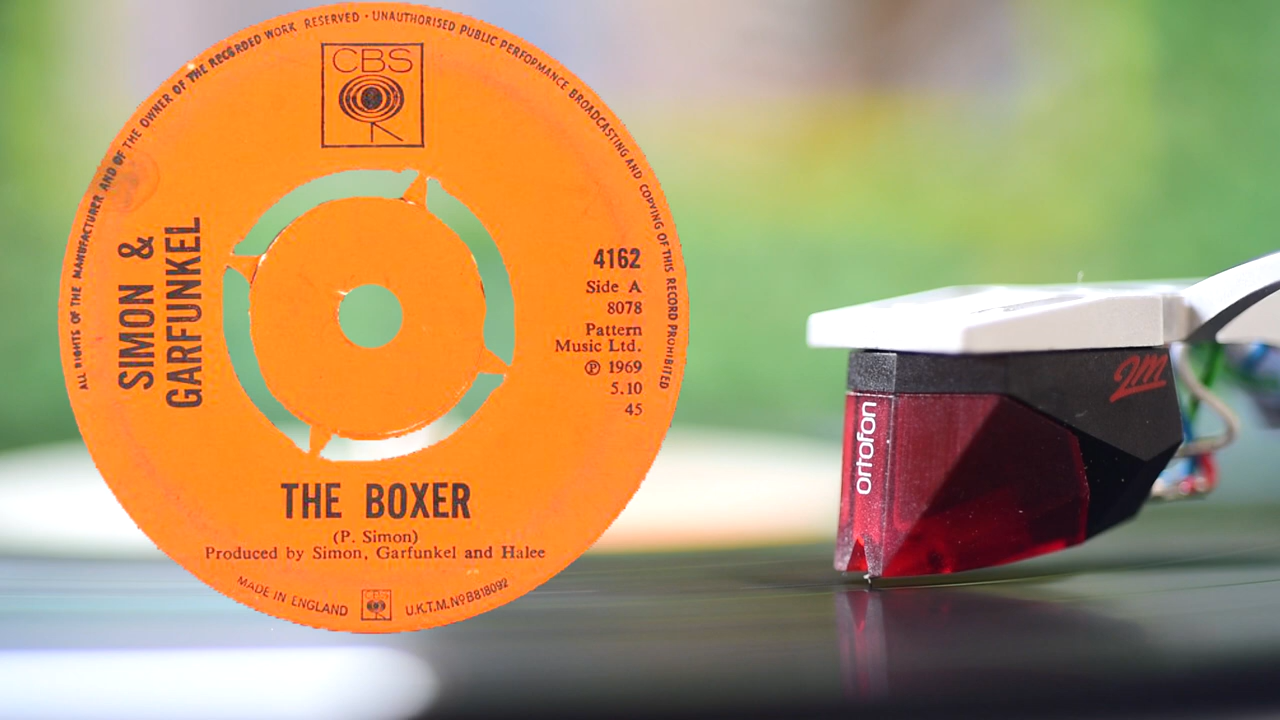 ALL RIGHTS OF THE MANUFACTURER AND OF THE OWNER OF THE RECORDED WORK RESERVED · UNAUTHORISED PUBLIC PERFORMANCE BROADCASTING AND COPYING OF THIS RECORD PROHIBITED
CBS
SIMON &
GARFUNKEL
4162
Side A
8078
Pattern
Music Ltd.
℗ 1969
5.10
45
THE BOXER
(P. Simon)
Produced by Simon, Garfunkel and Halee
MADE IN ENGLAND
U.K.T.M. Nº B818092
2M
ortofon